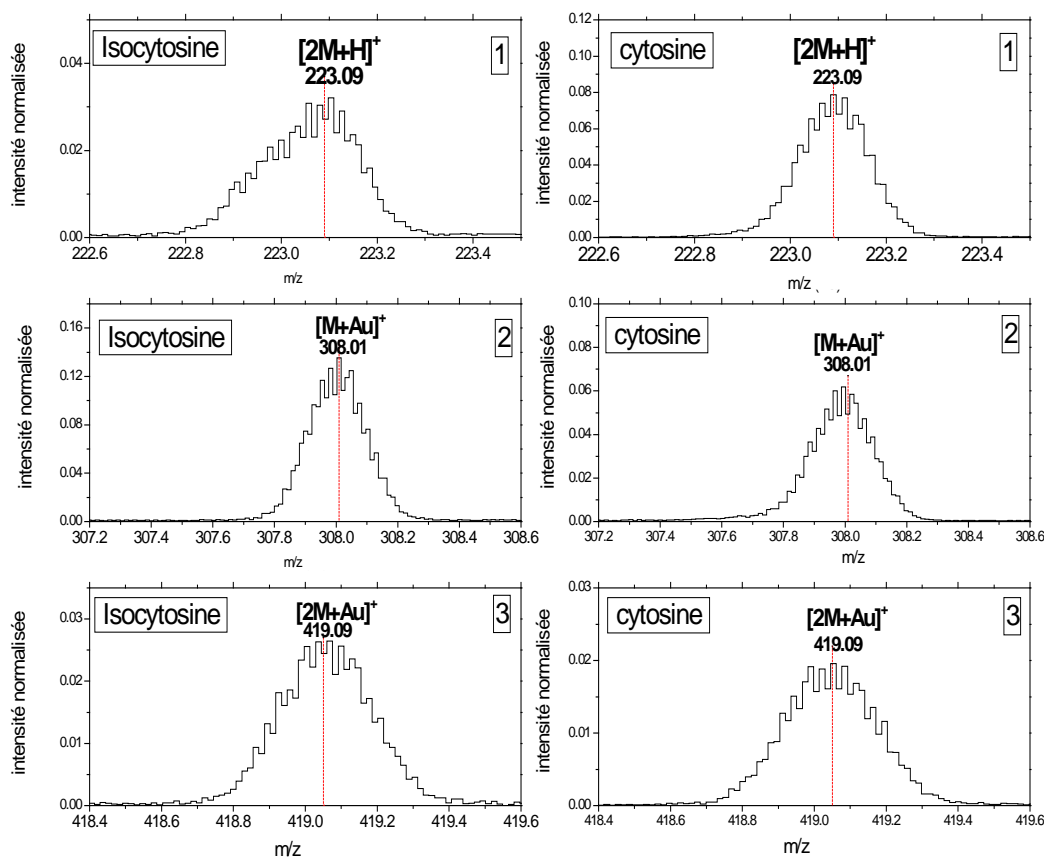 Isocytosine
[2M+H]⁺
223.09
1
intensité normalisée
0.04
0.02
0.00
222.6 222.8 223.0 223.2 223.4
m/z
cytosine
[2M+H]⁺
223.09
1
intensité normalisée
0.12
0.10
0.08
0.06
0.04
0.02
0.00
222.6 222.8 223.0 223.2 223.4
m/z
Isocytosine
[M+Au]⁺
308.01
2
intensité normalisée
0.16
0.12
0.08
0.04
0.00
307.2 307.4 307.6 307.8 308.0 308.2 308.4 308.6
m/z
cytosine
[M+Au]⁺
308.01
2
intensité normalisée
0.10
0.08
0.06
0.04
0.02
0.00
307.2 307.4 307.6 307.8 308.0 308.2 308.4 308.6
m/z
Isocytosine
[2M+Au]⁺
419.09
3
intensité normalisée
0.03
0.02
0.01
0.00
418.4 418.6 418.8 419.0 419.2 419.4 419.6
m/z
cytosine
[2M+Au]⁺
419.09
3
intensité normalisée
0.03
0.02
0.01
0.00
418.4 418.6 418.8 419.0 419.2 419.4 419.6
m/z